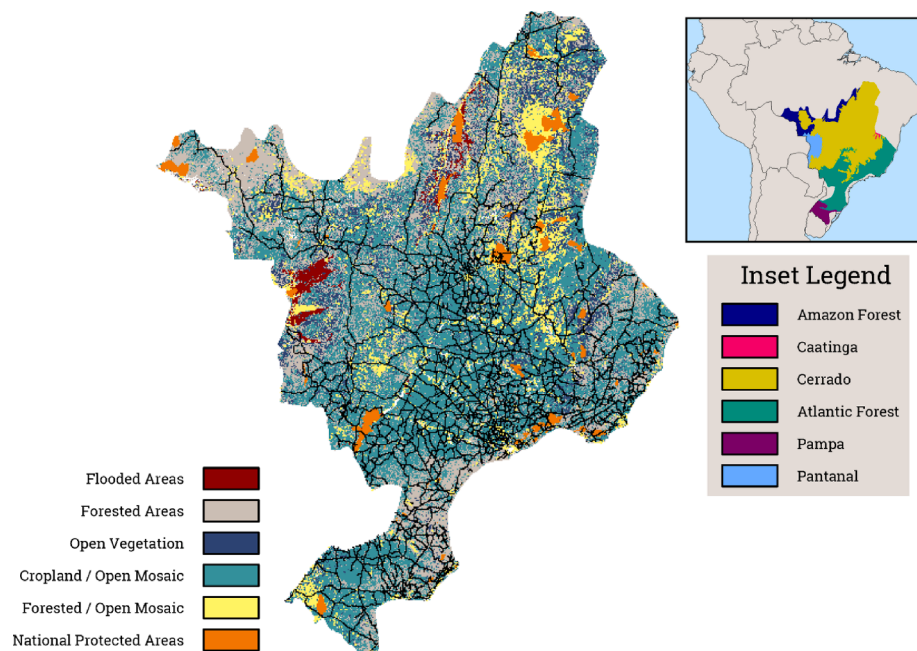 Inset Legend
Amazon Forest
Caatinga
Cerrado
Atlantic Forest
Pampa
Pantanal
Flooded Areas
Forested Areas
Open Vegetation
Cropland / Open Mosaic
Forested / Open Mosaic
National Protected Areas